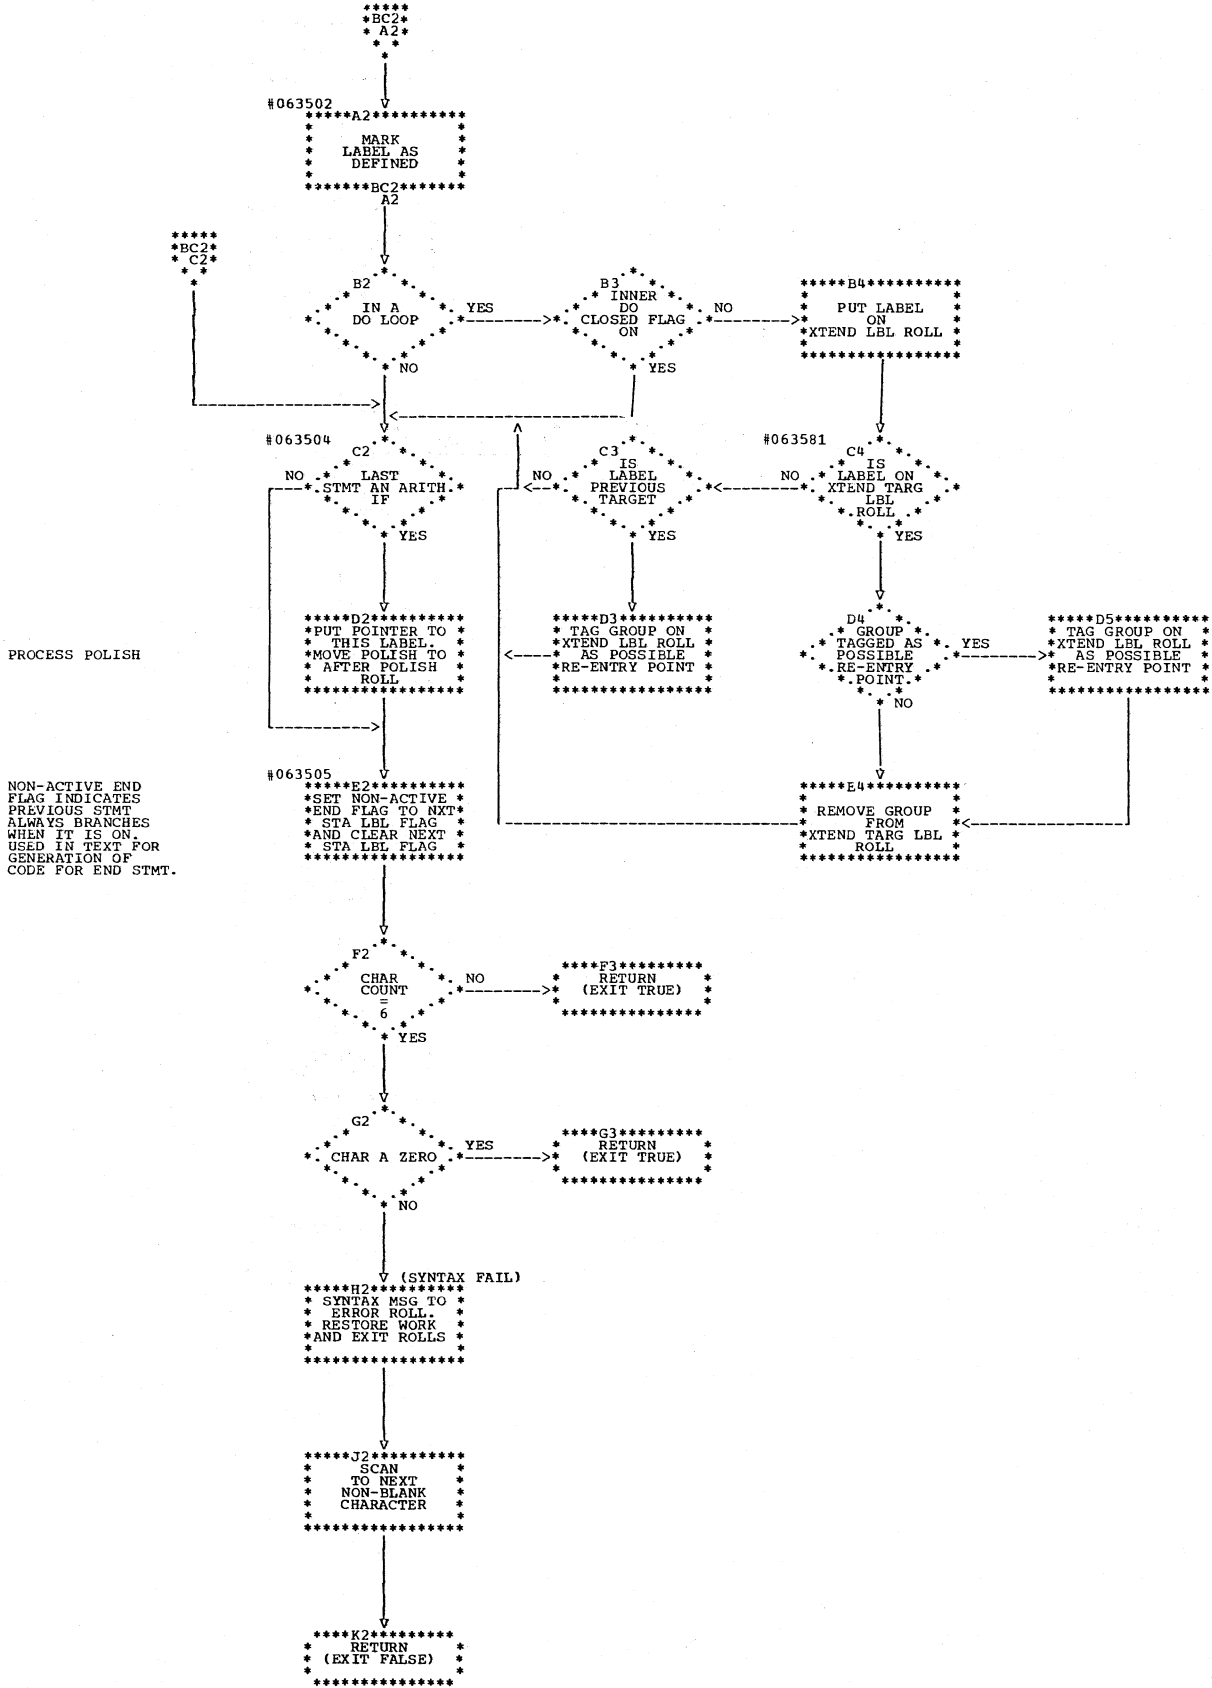 BC2
A2
#063502
A2
MARK
LABEL AS
DEFINED
BC2
A2
BC2
C2
B2
IN A
DO LOOP
YES
NO
B3
INNER
DO
CLOSED FLAG
ON
NO
YES
B4
PUT LABEL
ON
XTEND LBL ROLL
#063504
C2
LAST
STMT AN ARITH
IF
NO
YES
C3
IS
LABEL
PREVIOUS
TARGET
NO
YES
#063581
C4
IS
LABEL ON
XTEND TARG
LBL
ROLL
NO
YES
PROCESS POLISH
D2
PUT POINTER TO
THIS LABEL.
MOVE POLISH TO
AFTER POLISH
ROLL
D3
TAG GROUP ON
XTEND LBL ROLL
AS POSSIBLE
RE-ENTRY POINT
D4
GROUP
TAGGED AS
POSSIBLE
RE-ENTRY
POINT
YES
NO
D5
TAG GROUP ON
XTEND LBL ROLL
AS POSSIBLE
RE-ENTRY POINT
NON-ACTIVE END
FLAG INDICATES
PREVIOUS STMT
ALWAYS BRANCHES
WHEN IT IS ON.
USED IN TEXT FOR
GENERATION OF
CODE FOR END STMT.
#063505
E2
SET NON-ACTIVE
END FLAG TO NXT
STA LBL FLAG
AND CLEAR NEXT
STA LBL FLAG
E4
REMOVE GROUP
FROM
XTEND TARG LBL
ROLL
F2
CHAR
COUNT
=
6
NO
YES
F3
RETURN
(EXIT TRUE)
G2
CHAR A ZERO
YES
NO
G3
RETURN
(EXIT TRUE)
(SYNTAX FAIL)
H2
SYNTAX MSG TO
ERROR ROLL.
RESTORE WORK
AND EXIT ROLLS
J2
SCAN
TO NEXT
NON-BLANK
CHARACTER
K2
RETURN
(EXIT FALSE)